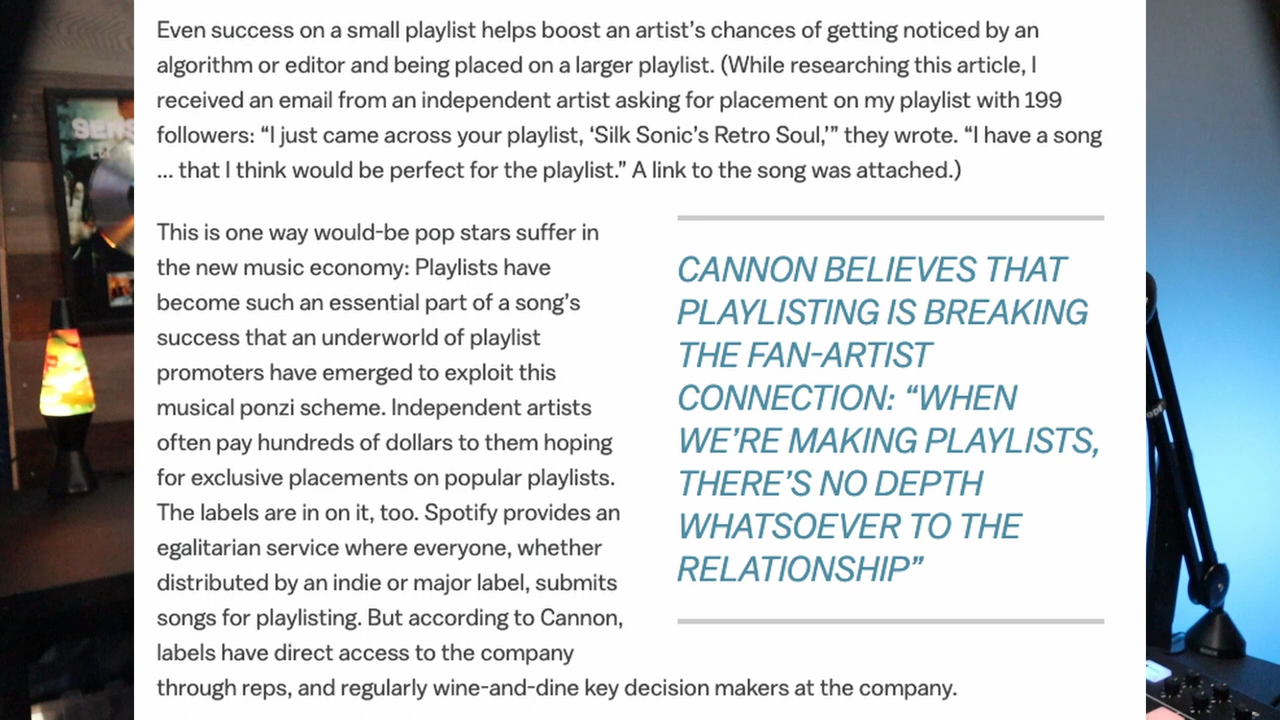 Even success on a small playlist helps boost an artist’s chances of getting noticed by an
algorithm or editor and being placed on a larger playlist. (While researching this article, I
received an email from an independent artist asking for placement on my playlist with 199
followers: “I just came across your playlist, ‘Silk Sonic’s Retro Soul,’” they wrote. “I have a song
... that I think would be perfect for the playlist.” A link to the song was attached.)
This is one way would-be pop stars suffer in
the new music economy: Playlists have
become such an essential part of a song’s
success that an underworld of playlist
promoters have emerged to exploit this
musical ponzi scheme. Independent artists
often pay hundreds of dollars to them hoping
for exclusive placements on popular playlists.
The labels are in on it, too. Spotify provides an
egalitarian service where everyone, whether
distributed by an indie or major label, submits
songs for playlisting. But according to Cannon,
labels have direct access to the company
through reps, and regularly wine-and-dine key decision makers at the company.
CANNON BELIEVES THAT
PLAYLISTING IS BREAKING
THE FAN-ARTIST
CONNECTION: “WHEN
WE’RE MAKING PLAYLISTS,
THERE’S NO DEPTH
WHATSOEVER TO THE
RELATIONSHIP”